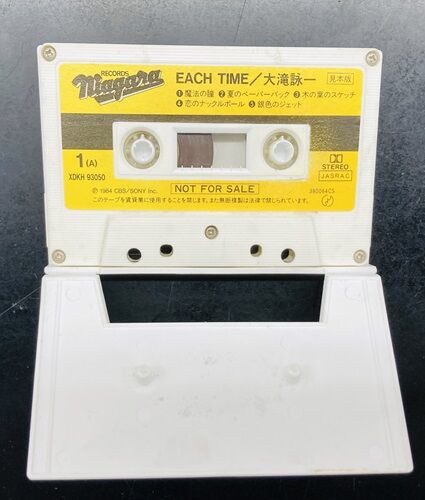 RECORDS
Niagara
EACH TIME/大滝詠一
見本版
❶魔法の瞳 ❷夏のペーパーバック ❸木の葉のスケッチ
❹恋のナックルボール ❺銀色のジェット
1(A)
XDKH 93050
STEREO
JASRAC
NOT FOR SALE
Ⓟ1984 CBS/SONY Inc.
このテープを賃貸業に使用することを禁じます。また無断複製は法律で禁じられています。